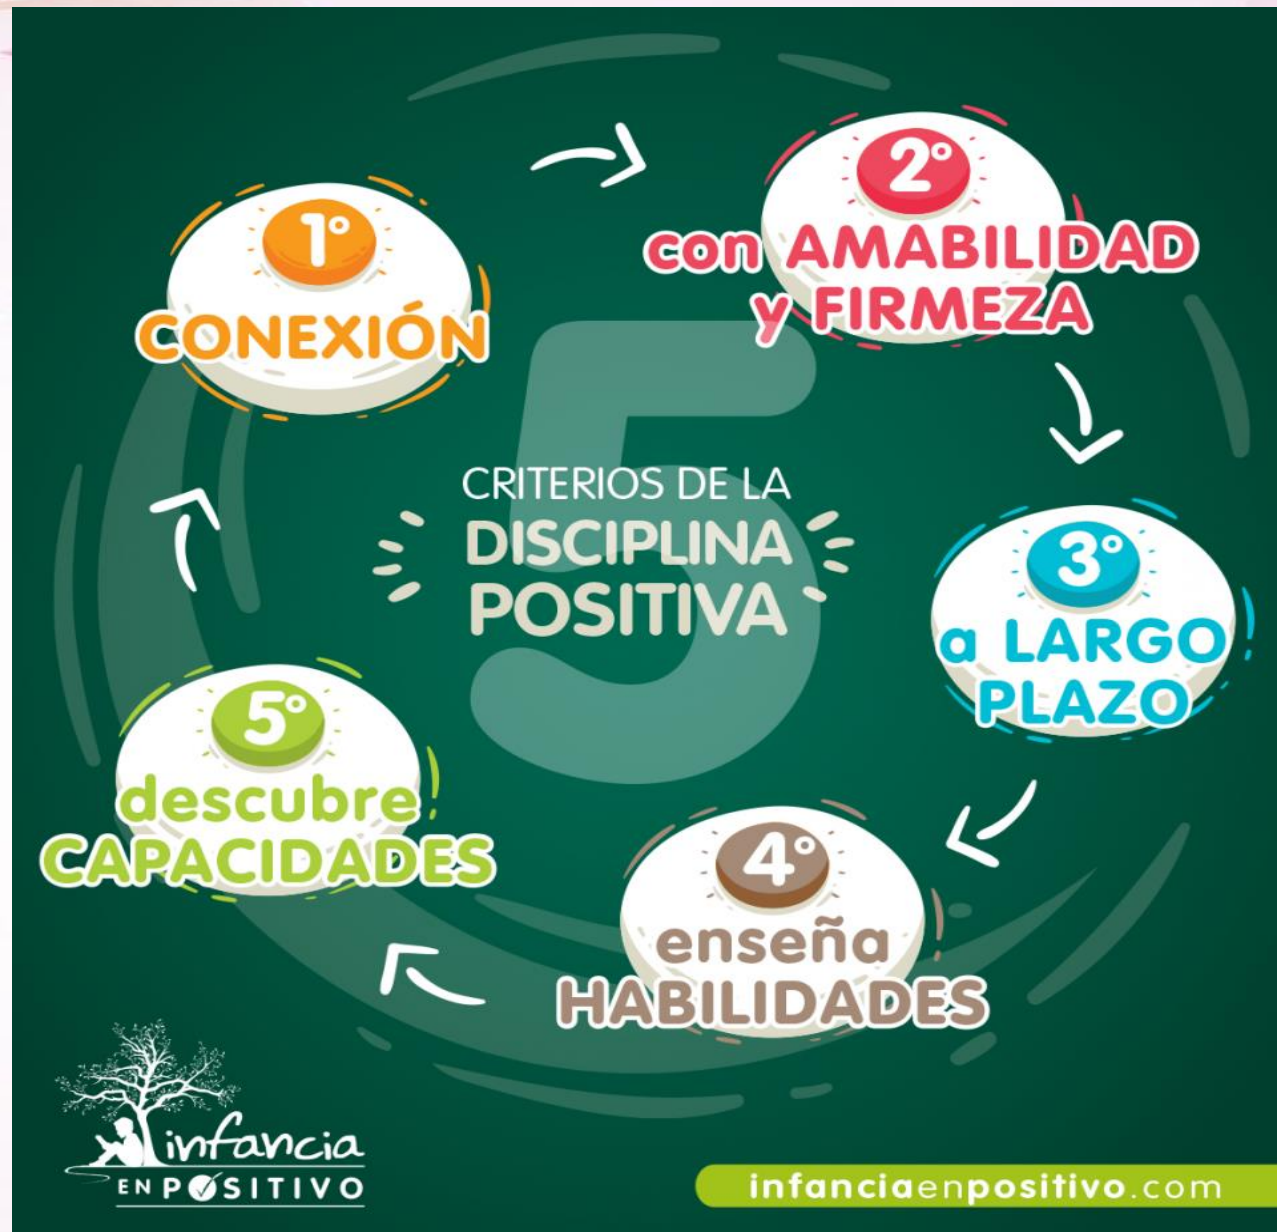 5
CRITERIOS DE LA
DISCIPLINA
POSITIVA
1º
CONEXIÓN
2º
con AMABILIDAD
y FIRMEZA
3º
a LARGO
PLAZO
4º
enseña
HABILIDADES
5º
descubre
CAPACIDADES
infancia
EN POSITIVO
infanciaenpositivo.com